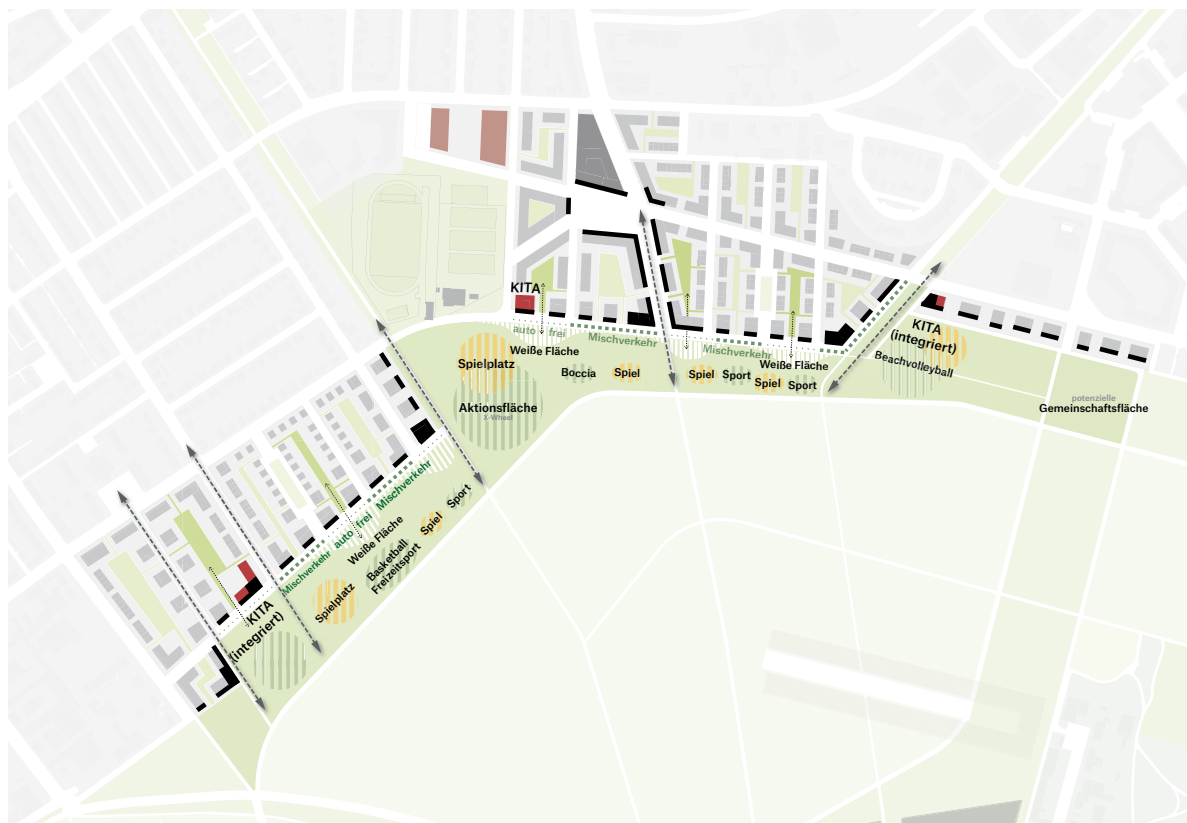 KITA
auto frei
Mischverkehr
Weiße Fläche
Spielplatz
Aktionsfläche
X-Wheel
Boccia
Spiel
Mischverkehr
Weiße Fläche
Spiel
Sport
Spiel
Sport
KITA
(integriert)
Beachvolleyball
potenzielle
Gemeinschaftsfläche
Mischverkehr
auto frei
Mischverkehr
Weiße Fläche
Basketball
Freizeitsport
Spiel
Sport
Spielplatz
KITA
(integriert)